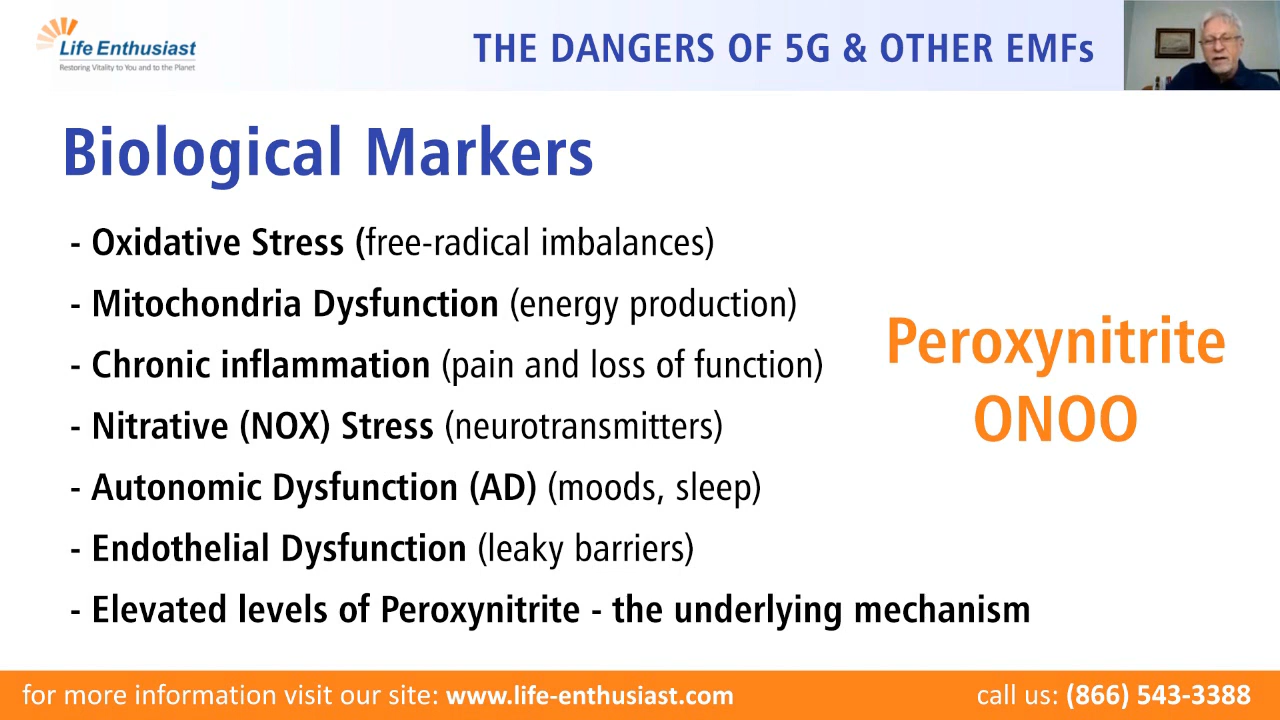 Life Enthusiast
Restoring Vitality to You and to the Planet
THE DANGERS OF 5G & OTHER EMFs
Biological Markers
- Oxidative Stress (free-radical imbalances)
- Mitochondria Dysfunction (energy production)
- Chronic inflammation (pain and loss of function)
- Nitrative (NOX) Stress (neurotransmitters)
- Autonomic Dysfunction (AD) (moods, sleep)
- Endothelial Dysfunction (leaky barriers)
- Elevated levels of Peroxynitrite - the underlying mechanism
Peroxynitrite
ONOO
for more information visit our site: www.life-enthusiast.com
call us: (866) 543-3388